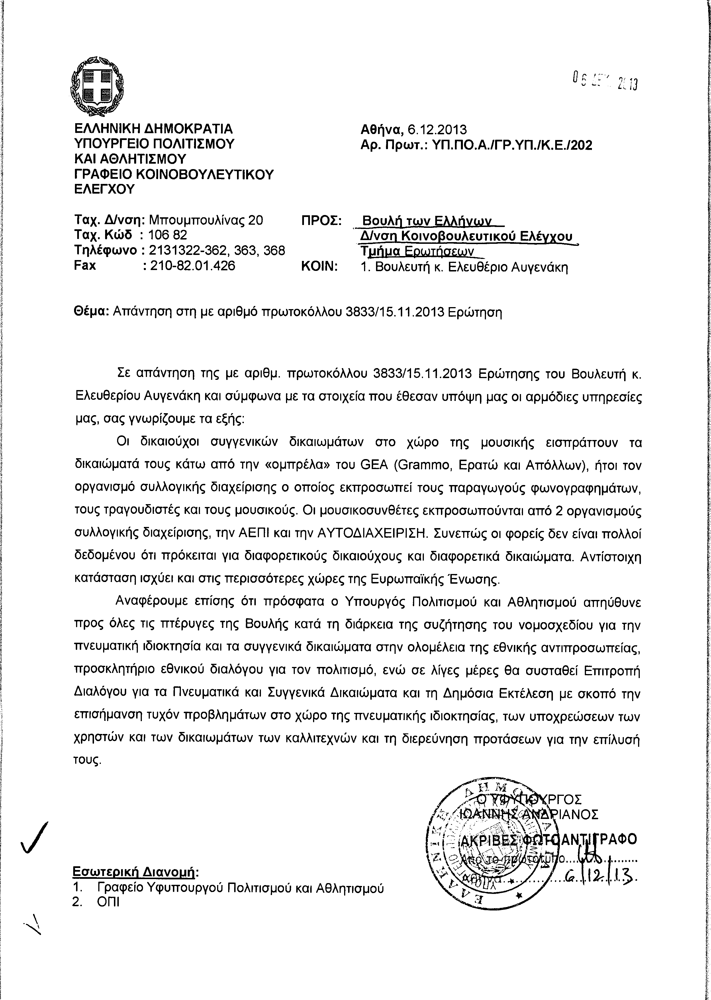 06 ΔΕΚ. 2013
ΕΛΛΗΝΙΚΗ ΔΗΜΟΚΡΑΤΙΑ
ΥΠΟΥΡΓΕΙΟ ΠΟΛΙΤΙΣΜΟΥ
ΚΑΙ ΑΘΛΗΤΙΣΜΟΥ
ΓΡΑΦΕΙΟ ΚΟΙΝΟΒΟΥΛΕΥΤΙΚΟΥ
ΕΛΕΓΧΟΥ
Αθήνα, 6.12.2013
Αρ. Πρωτ.: ΥΠ.ΠΟ.Α./ΓΡ.ΥΠ./Κ.Ε./202
Ταχ. Δ/νση: Μπουμπουλίνας 20
Ταχ. Κώδ : 106 82
Τηλέφωνο : 2131322-362, 363, 368
Fax : 210-82.01.426
ΠΡΟΣ: Βουλή των Ελλήνων
Δ/νση Κοινοβουλευτικού Ελέγχου
Τμήμα Ερωτήσεων
ΚΟΙΝ: 1. Βουλευτή κ. Ελευθέριο Αυγενάκη
Θέμα: Απάντηση στη με αριθμό πρωτοκόλλου 3833/15.11.2013 Ερώτηση
Σε απάντηση της με αριθμ. πρωτοκόλλου 3833/15.11.2013 Ερώτησης του Βουλευτή κ.
Ελευθερίου Αυγενάκη και σύμφωνα με τα στοιχεία που έθεσαν υπόψη μας οι αρμόδιες υπηρεσίες
μας, σας γνωρίζουμε τα εξής:
Οι δικαιούχοι συγγενικών δικαιωμάτων στο χώρο της μουσικής εισπράττουν τα
δικαιώματά τους κάτω από την «ομπρέλα» του GEA (Grammo, Ερατώ και Απόλλων), ήτοι τον
οργανισμό συλλογικής διαχείρισης ο οποίος εκπροσωπεί τους παραγωγούς φωνογραφημάτων,
τους τραγουδιστές και τους μουσικούς. Οι μουσικοσυνθέτες εκπροσωπούνται από 2 οργανισμούς
συλλογικής διαχείρισης, την ΑΕΠΙ και την ΑΥΤΟΔΙΑΧΕΙΡΙΣΗ. Συνεπώς οι φορείς δεν είναι πολλοί
δεδομένου ότι πρόκειται για διαφορετικούς δικαιούχους και διαφορετικά δικαιώματα. Αντίστοιχη
κατάσταση ισχύει και στις περισσότερες χώρες της Ευρωπαϊκής Ένωσης.
Αναφέρουμε επίσης ότι πρόσφατα ο Υπουργός Πολιτισμού και Αθλητισμού απηύθυνε
προς όλες τις πτέρυγες της Βουλής κατά τη διάρκεια της συζήτησης του νομοσχεδίου για την
πνευματική ιδιοκτησία και τα συγγενικά δικαιώματα στην ολομέλεια της εθνικής αντιπροσωπείας,
προσκλητήριο εθνικού διαλόγου για τον πολιτισμό, ενώ σε λίγες μέρες θα συσταθεί Επιτροπή
Διαλόγου για τα Πνευματικά και Συγγενικά Δικαιώματα και τη Δημόσια Εκτέλεση με σκοπό την
επισήμανση τυχόν προβλημάτων στο χώρο της πνευματικής ιδιοκτησίας, των υποχρεώσεων των
χρηστών και των δικαιωμάτων των καλλιτεχνών και τη διερεύνηση προτάσεων για την επίλυσή
τους.
Ο ΥΦΥΠΟΥΡΓΟΣ
ΙΩΑΝΝΗΣ ΑΝΔΡΙΑΝΟΣ
ΑΚΡΙΒΕΣ ΦΩΤΟΑΝΤΙΓΡΑΦΟ
Από το πρωτότυπο
Αθήνα 6/12/13
Εσωτερική Διανομή:
1. Γραφείο Υφυπουργού Πολιτισμού και Αθλητισμού
2. ΟΠΙ